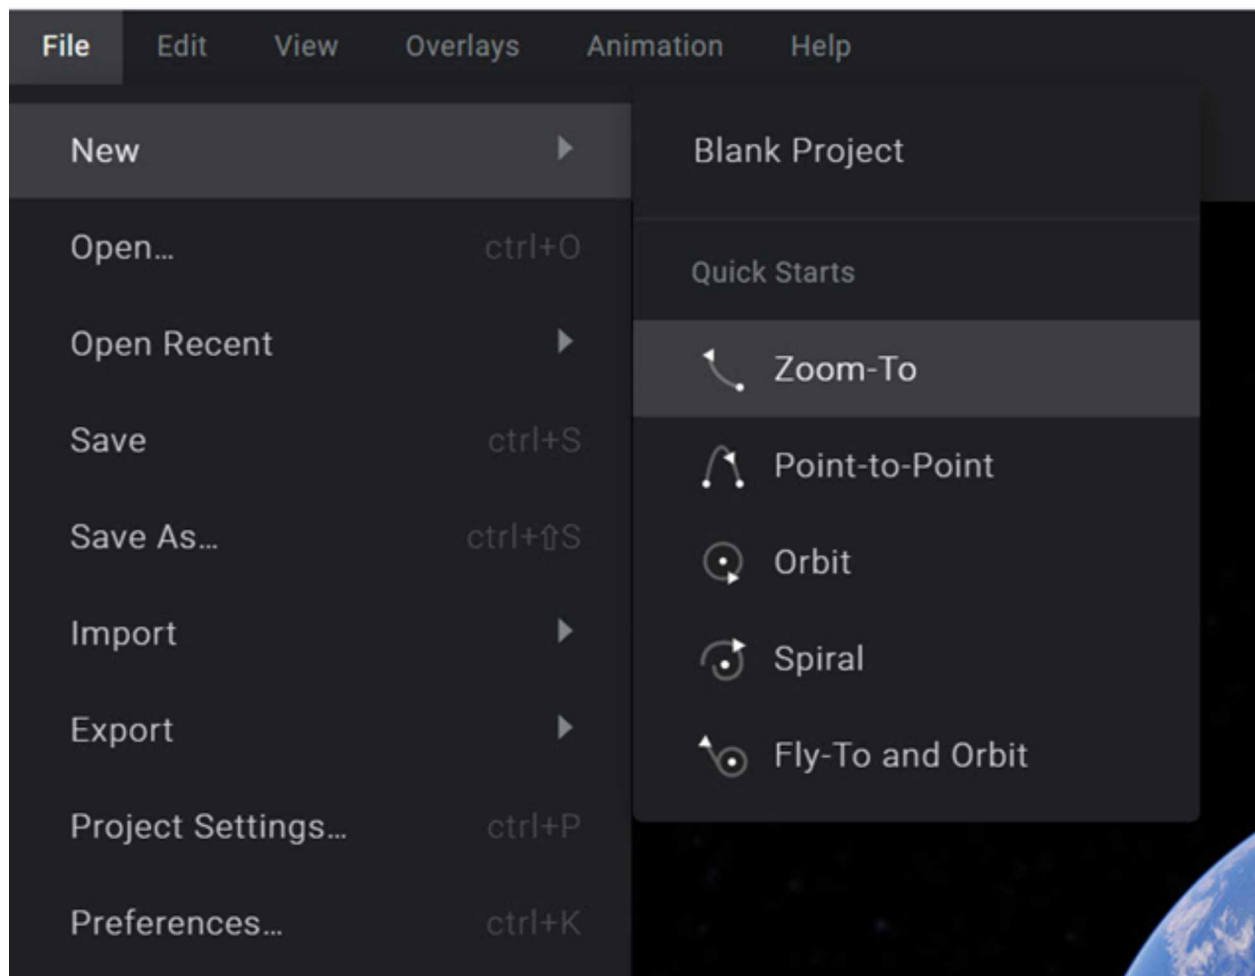 File Edit View Overlays Animation Help
New
Open… ctrl+O
Open Recent
Save ctrl+S
Save As… ctrl+⇧S
Import
Export
Project Settings… ctrl+P
Preferences… ctrl+K
Blank Project
Quick Starts
Zoom-To
Point-to-Point
Orbit
Spiral
Fly-To and Orbit